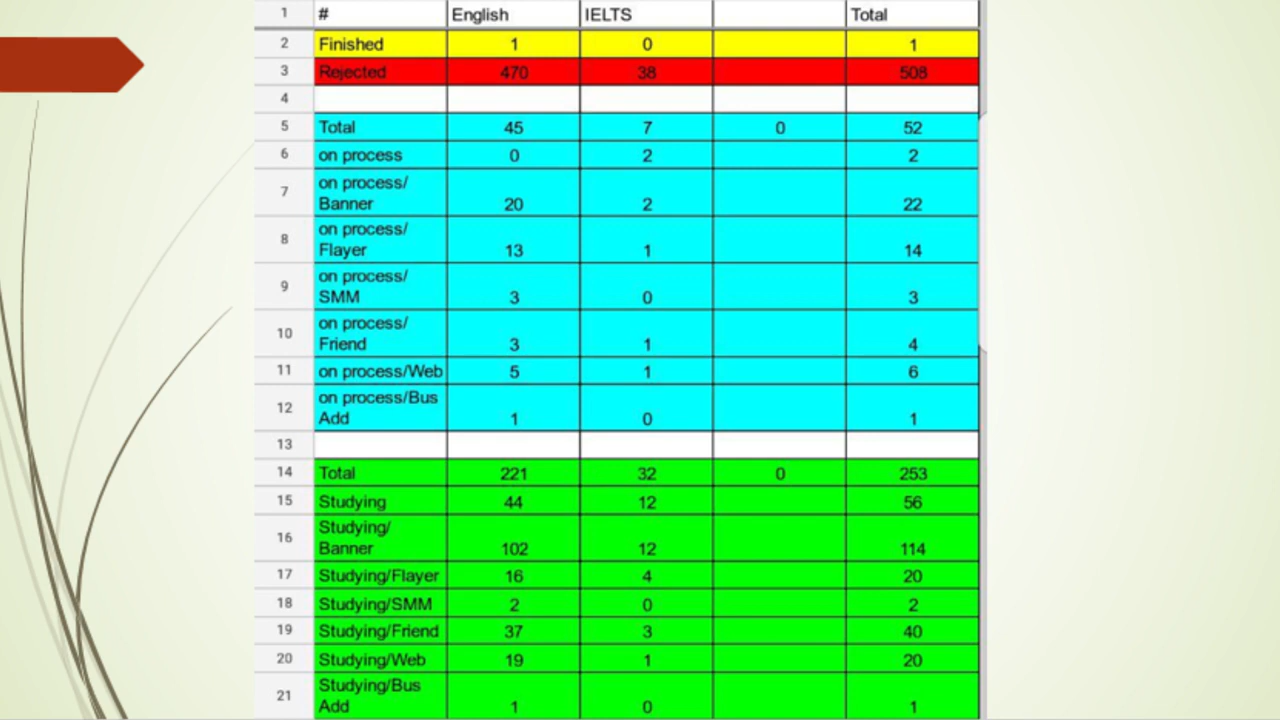 1 # English IELTS Total
2 Finished 1 0 1
3 Rejected 470 38 508
4
5 Total 45 7 0 52
6 on process 0 2 2
7 on process/
Banner 20 2 22
8 on process/
Flayer 13 1 14
9 on process/
SMM 3 0 3
10 on process/
Friend 3 1 4
11 on process/Web 5 1 6
12 on process/Bus
Add 1 0 1
13
14 Total 221 32 0 253
15 Studying 44 12 56
16 Studying/
Banner 102 12 114
17 Studying/Flayer 16 4 20
18 Studying/SMM 2 0 2
19 Studying/Friend 37 3 40
20 Studying/Web 19 1 20
21 Studying/Bus
Add 1 0 1